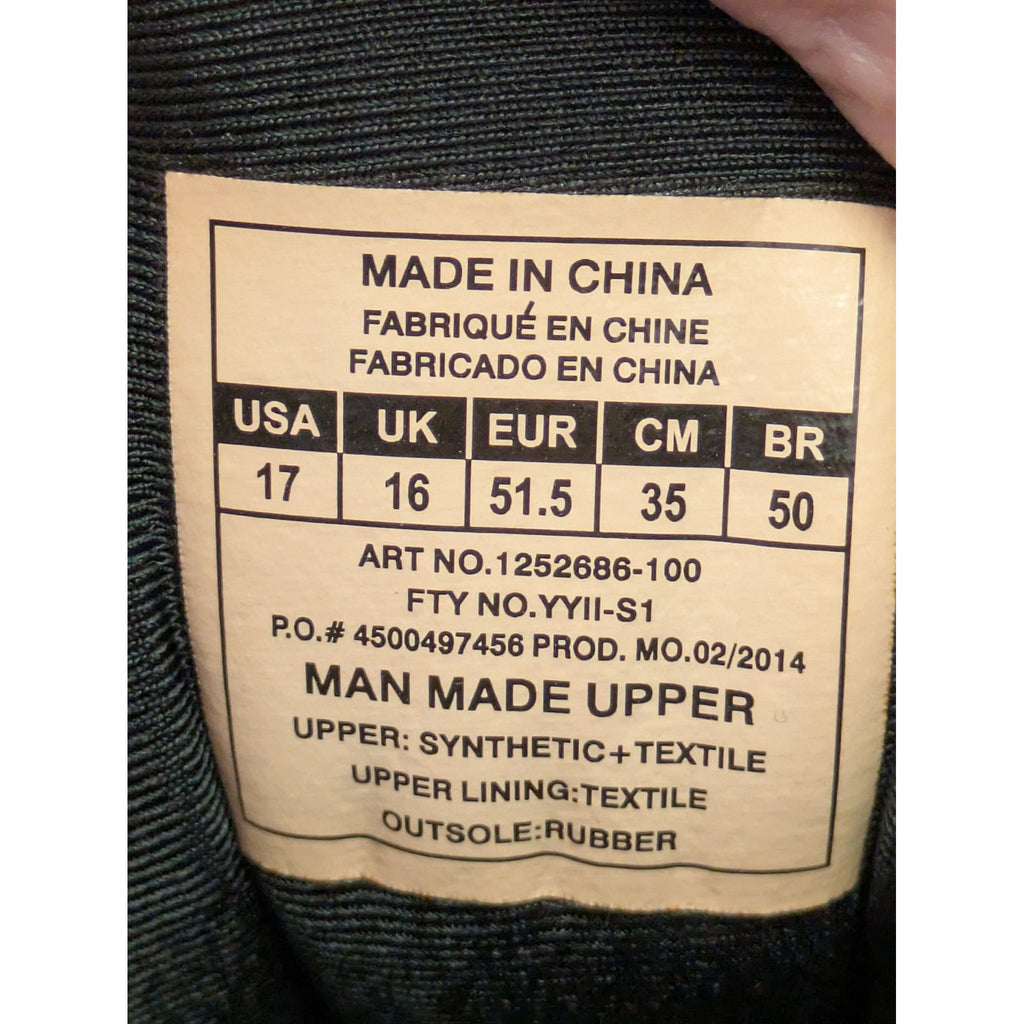 MADE IN CHINA
FABRIQUÉ EN CHINE
FABRICADO EN CHINA
USA UK EUR CM BR
17 16 51.5 35 50
ART NO.1252686-100
FTY NO.YYII-S1
P.O.# 4500497456 PROD. MO.02/2014
MAN MADE UPPER
UPPER: SYNTHETIC+TEXTILE
UPPER LINING:TEXTILE
OUTSOLE:RUBBER